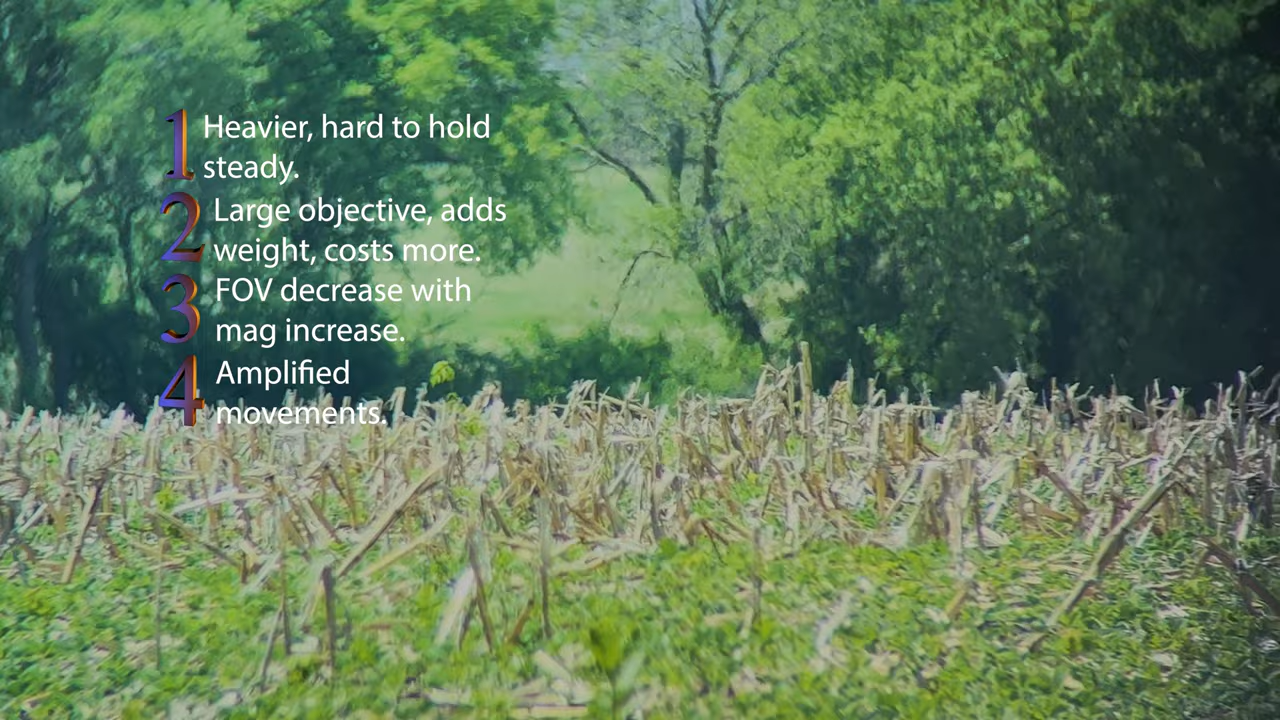 1 Heavier, hard to hold
steady.
2 Large objective, adds
weight, costs more.
3 FOV decrease with
mag increase.
4 Amplified
movements.